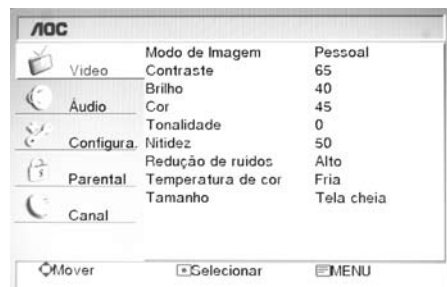 AOC
Video
Áudio
Configura.
Parental
Canal
Modo de Imagem Pessoal
Contraste 65
Brilho 40
Cor 45
Tonalidade 0
Nitidez 50
Redução de ruidos Alto
Temperatura de cor Fria
Tamanho Tela cheia
Mover Selecionar MENU